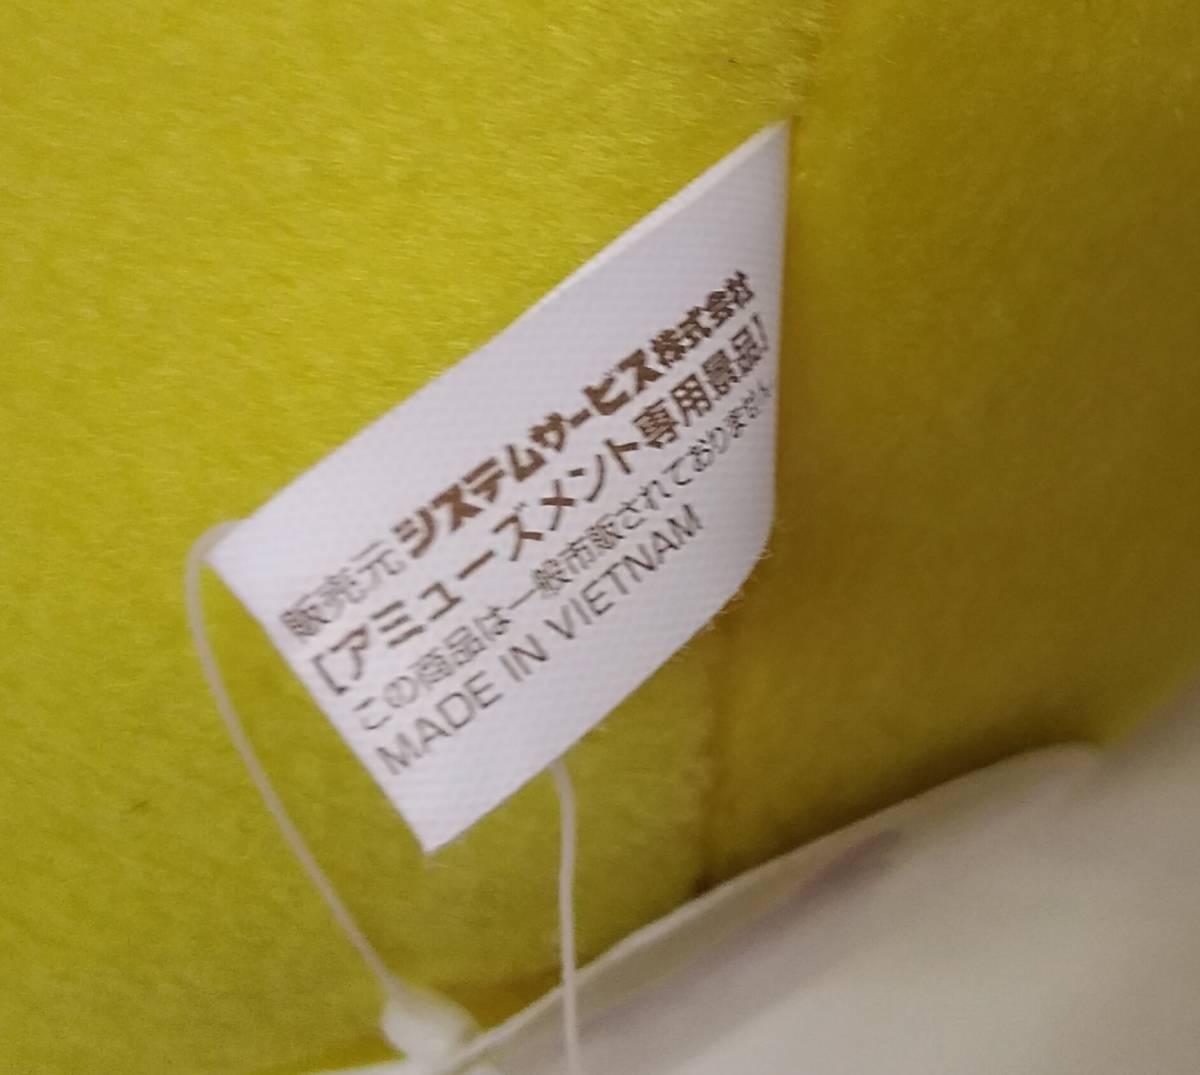 販売元 システムサービス株式会社
[アミューズメント専用景品]
この商品は一般市販されておりません
MADE IN VIETNAM